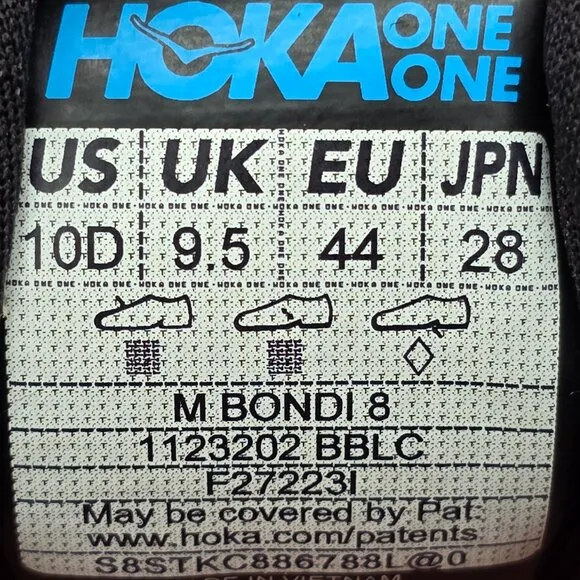 HOKA ONE ONE
US UK EU JPN
10D 9.5 44 28
M BONDI 8
1123202 BBLC
F27223I
May be covered by Pat:
www.hoka.com/patents
S8STKC886788L@0